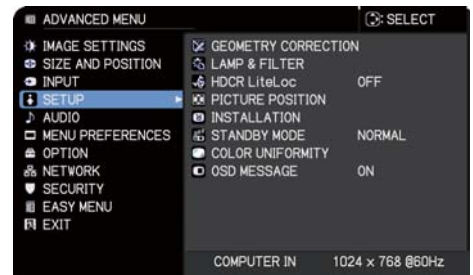 ADVANCED MENU
: SELECT
IMAGE SETTINGS
SIZE AND POSITION
INPUT
SETUP
AUDIO
MENU PREFERENCES
OPTION
NETWORK
SECURITY
EASY MENU
EXIT
GEOMETRY CORRECTION
LAMP & FILTER
HDCR LiteLoc OFF
PICTURE POSITION
INSTALLATION
STANDBY MODE NORMAL
COLOR UNIFORMITY
OSD MESSAGE ON
COMPUTER IN 1024 x 768 @60Hz